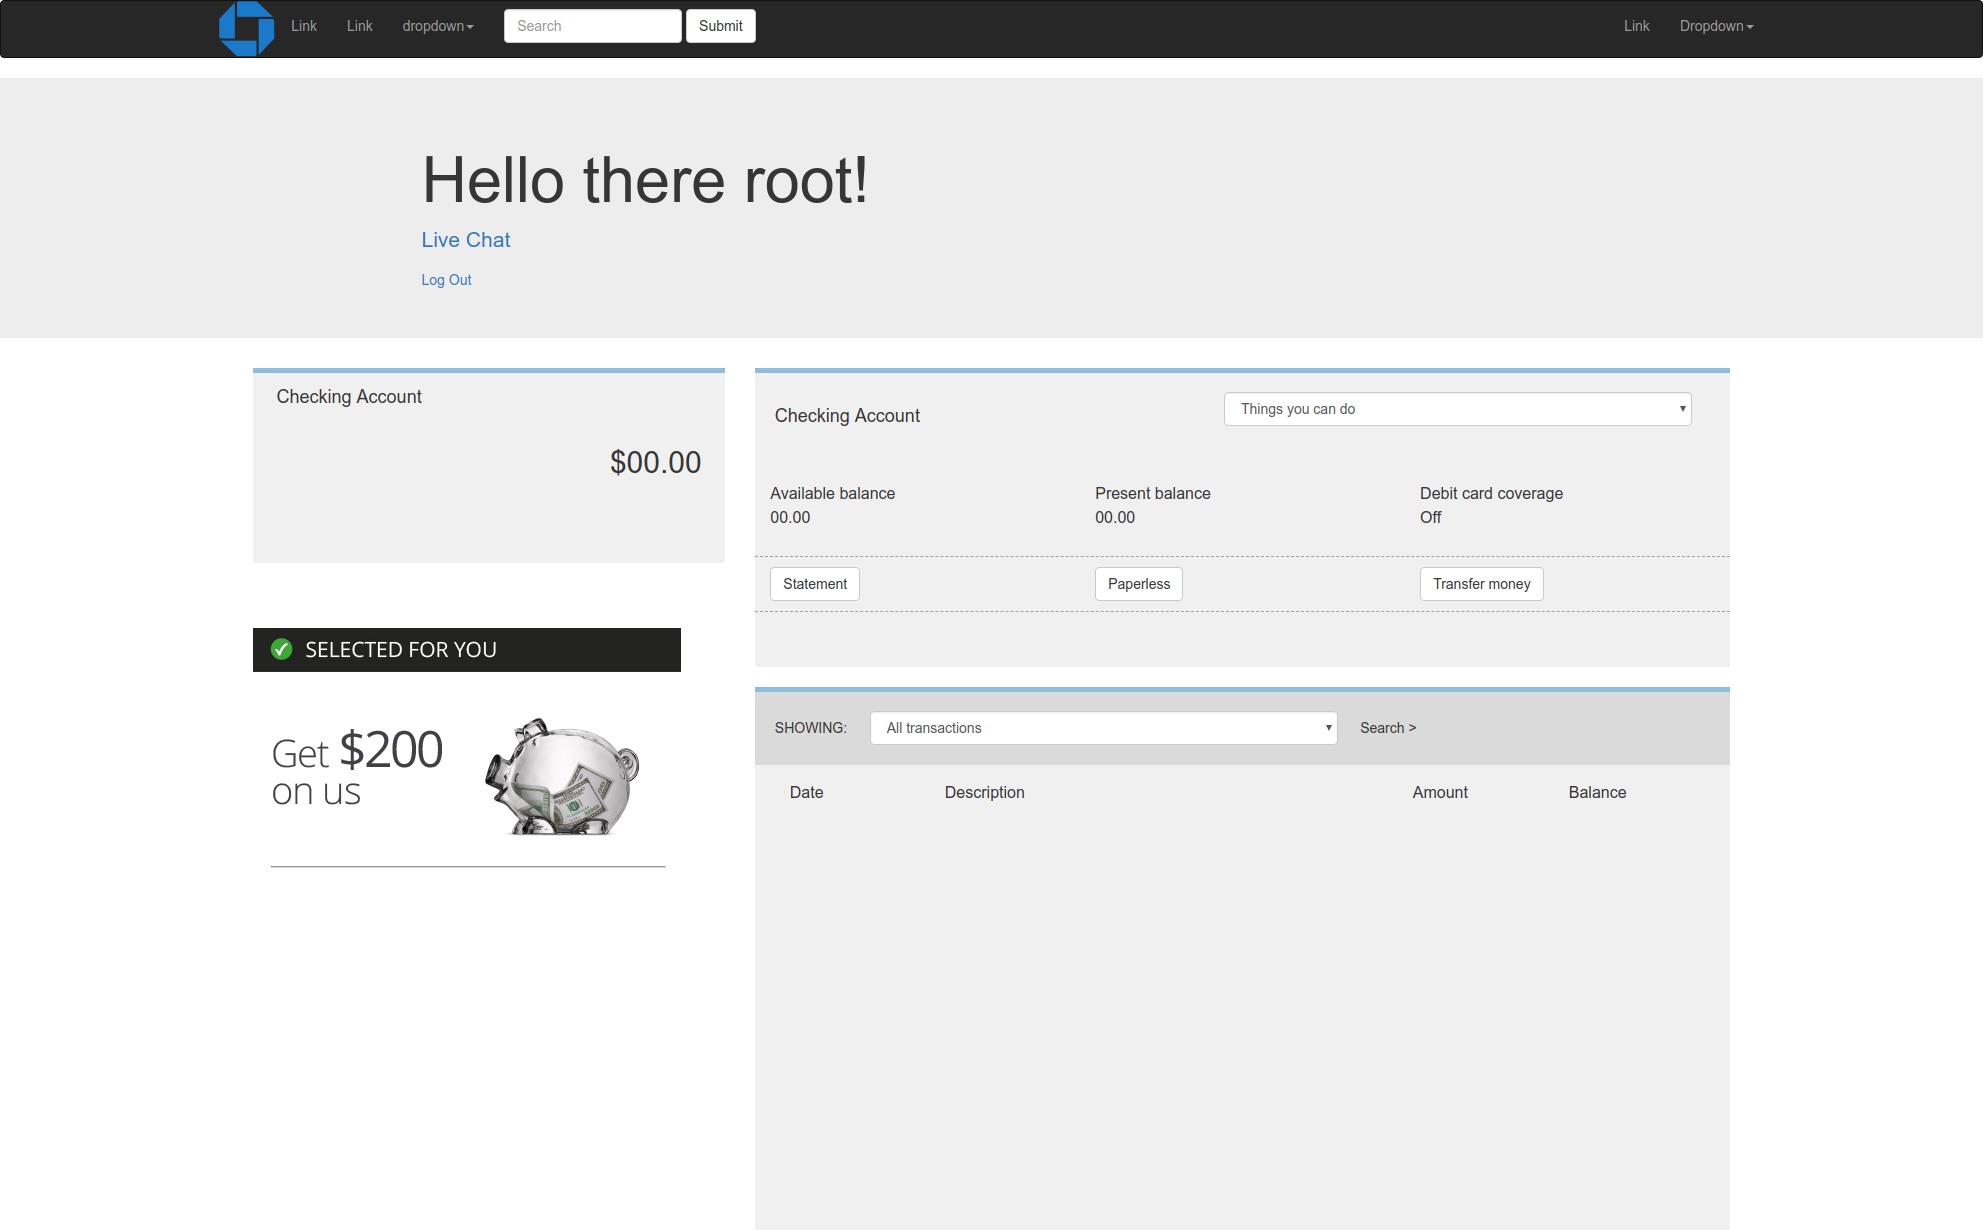 Link Link dropdown Search Submit Link Dropdown
Hello there root!
Live Chat
Log Out
Checking Account
$00.00
SELECTED FOR YOU
Get $200
on us
Checking Account Things you can do
Available balance Present balance Debit card coverage
00.00 00.00 Off
Statement Paperless Transfer money
SHOWING: All transactions Search >
Date Description Amount Balance